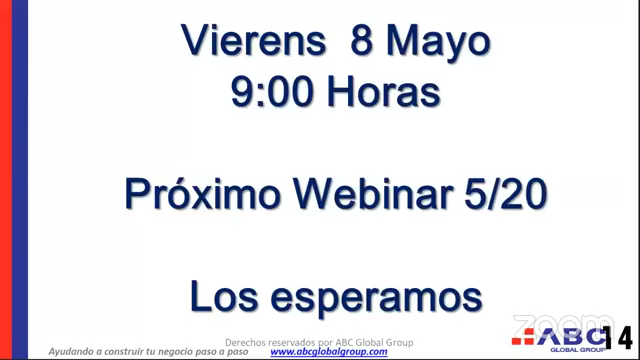 Vierens 8 Mayo
9:00 Horas
Próximo Webinar 5/20
Los esperamos
zoom
ABC
GLOBAL GROUP
14
Derechos reservados por ABC Global Group
Ayudando a construir tu negocio paso a paso www.abcglobalgroup.com